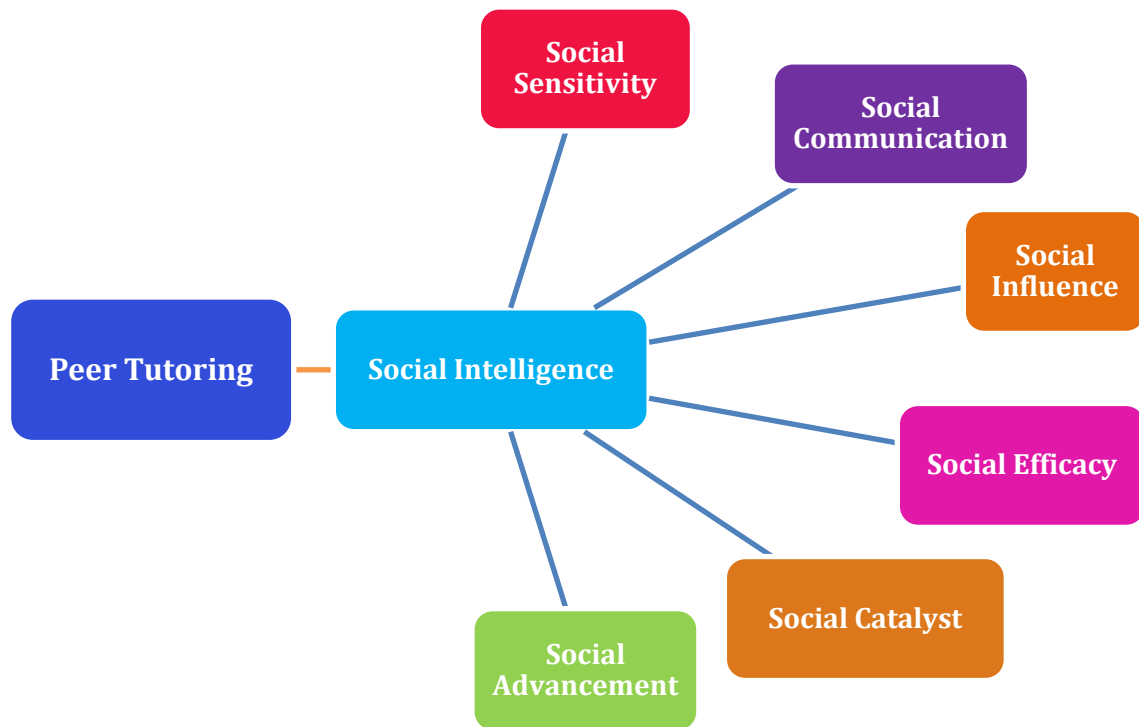 Social
Sensitivity
Social
Communication
Social
Influence
Peer Tutoring
Social Intelligence
Social Efficacy
Social Catalyst
Social
Advancement